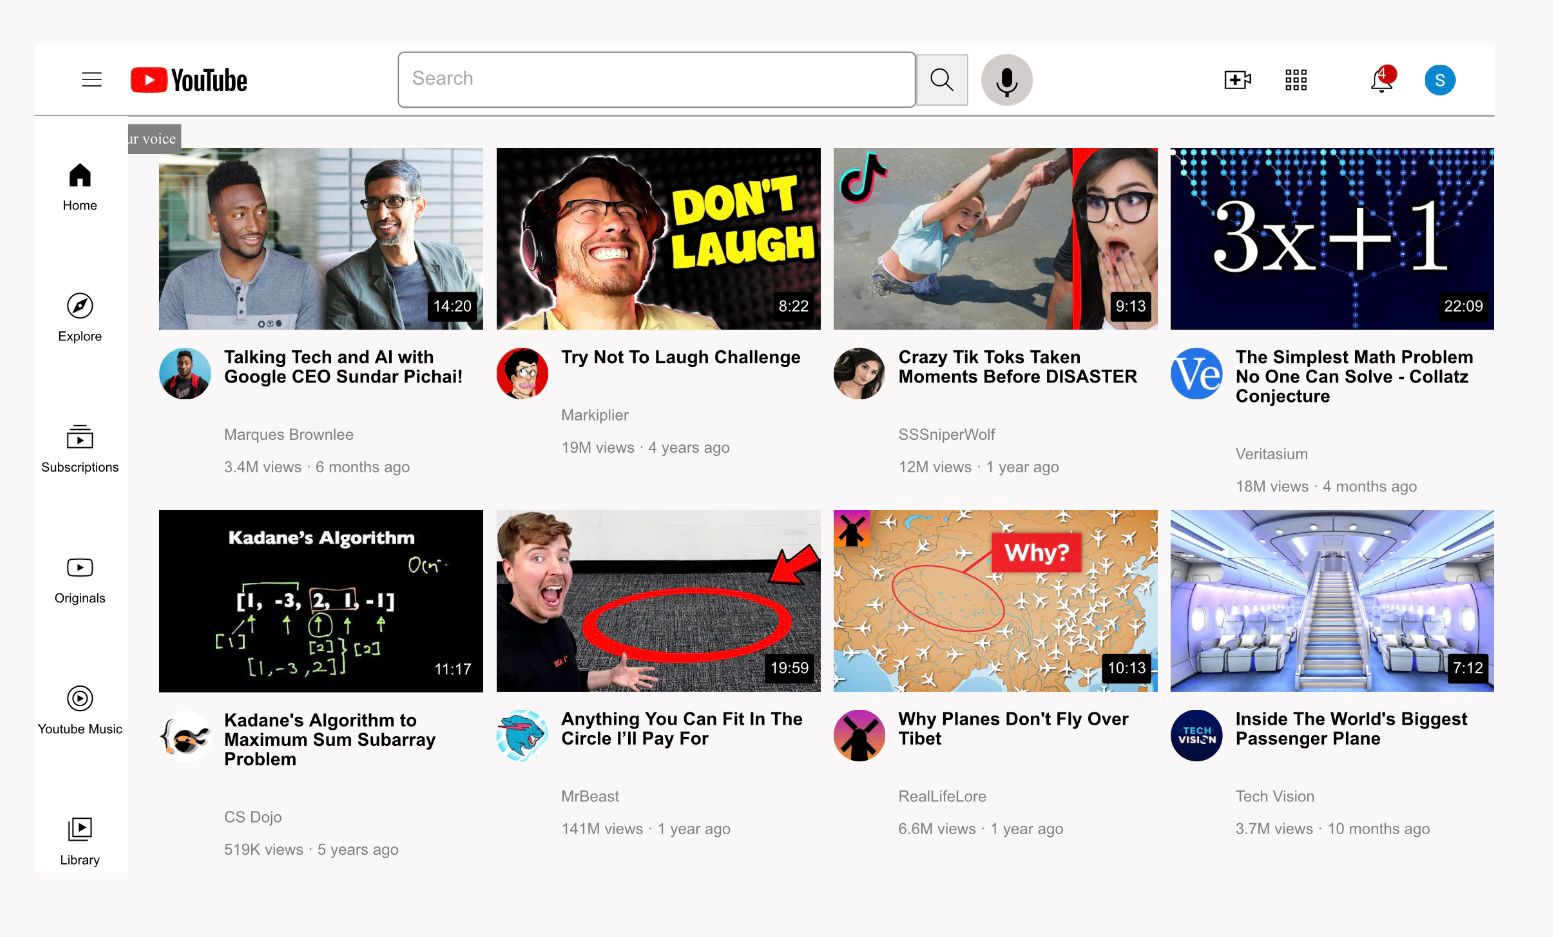 YouTube
Search
4
S
ur voice
Home
Explore
Subscriptions
Originals
Youtube Music
Library
14:20
Talking Tech and AI with
Google CEO Sundar Pichai!
Marques Brownlee
3.4M views · 6 months ago
DON'T
LAUGH
8:22
Try Not To Laugh Challenge
Markiplier
19M views · 4 years ago
9:13
Crazy Tik Toks Taken
Moments Before DISASTER
SSSniperWolf
12M views · 1 year ago
3x+1
22:09
Ve
The Simplest Math Problem
No One Can Solve - Collatz
Conjecture
Veritasium
18M views · 4 months ago
Kadane's Algorithm
[1, -3, 2, 1, -1]
[1]
[2]
[2]
[1,-3,2]
11:17
Kadane's Algorithm to
Maximum Sum Subarray
Problem
CS Dojo
519K views · 5 years ago
19:59
Anything You Can Fit In The
Circle I'll Pay For
MrBeast
141M views · 1 year ago
Why?
10:13
Why Planes Don't Fly Over
Tibet
RealLifeLore
6.6M views · 1 year ago
7:12
TECH
VISION
Inside The World's Biggest
Passenger Plane
Tech Vision
3.7M views · 10 months ago